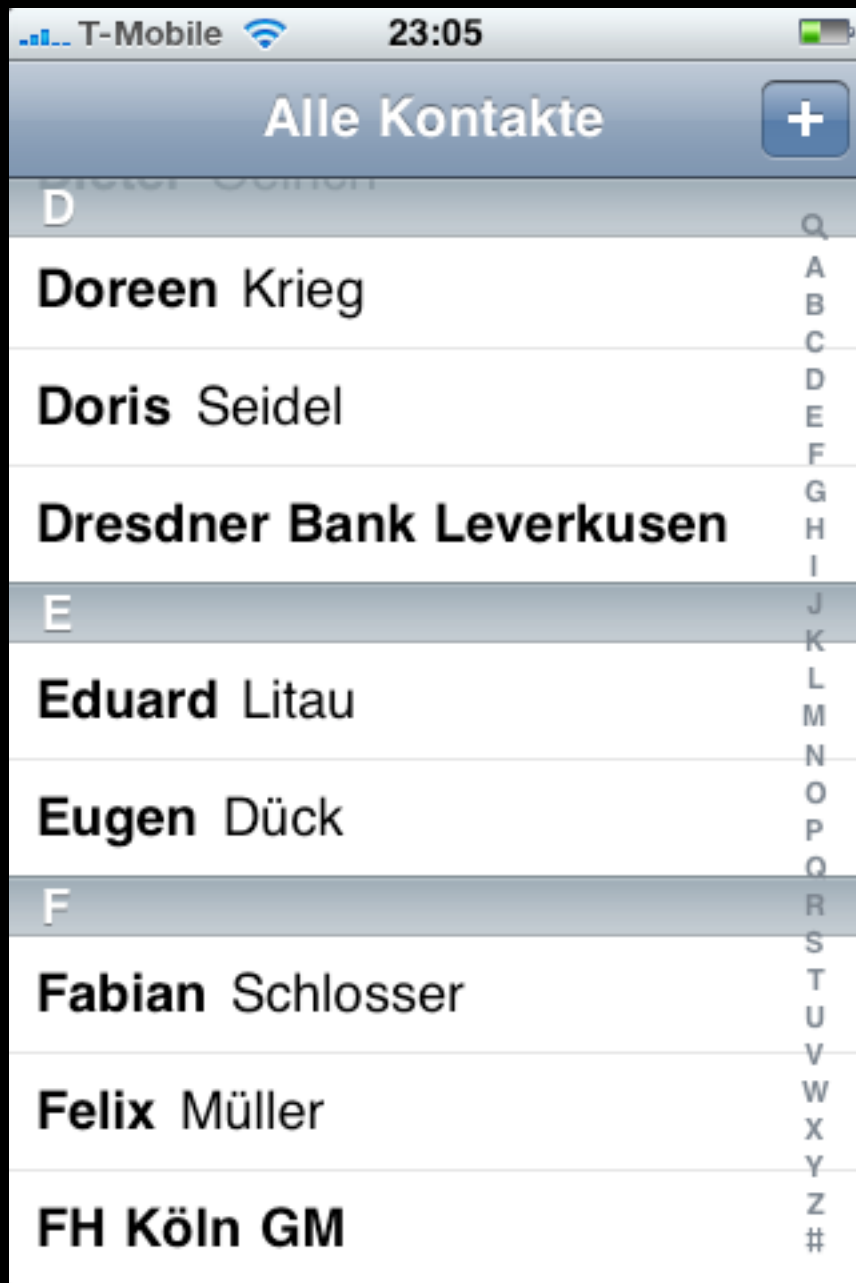 T-Mobile 23:05
Alle Kontakte
+
Dieter
D
Doreen Krieg
Doris Seidel
Dresdner Bank Leverkusen
E
Eduard Litau
Eugen Dück
F
Fabian Schlosser
Felix Müller
FH Köln GM
A
B
C
D
E
F
G
H
I
J
K
L
M
N
O
P
Q
R
S
T
U
V
W
X
Y
Z
#